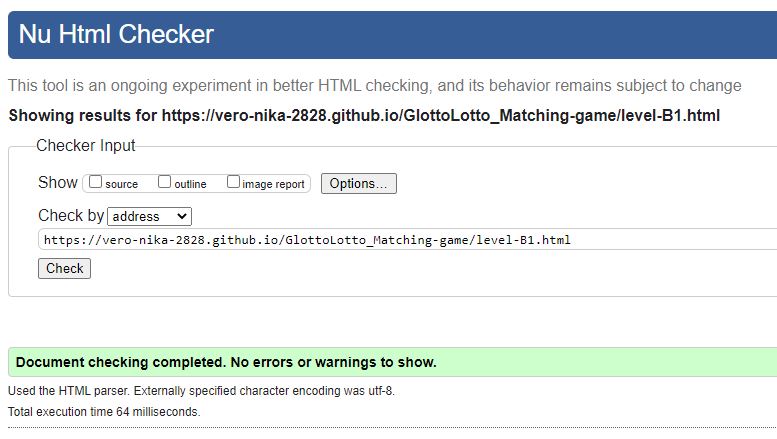 Nu Html Checker
This tool is an ongoing experiment in better HTML checking, and its behavior remains subject to change
Showing results for https://vero-nika-2828.github.io/GlottoLotto_Matching-game/level-B1.html
Checker Input
Show source outline image report Options...
Check by address
https://vero-nika-2828.github.io/GlottoLotto_Matching-game/level-B1.html
Check
Document checking completed. No errors or warnings to show.
Used the HTML parser. Externally specified character encoding was utf-8.
Total execution time 64 milliseconds.